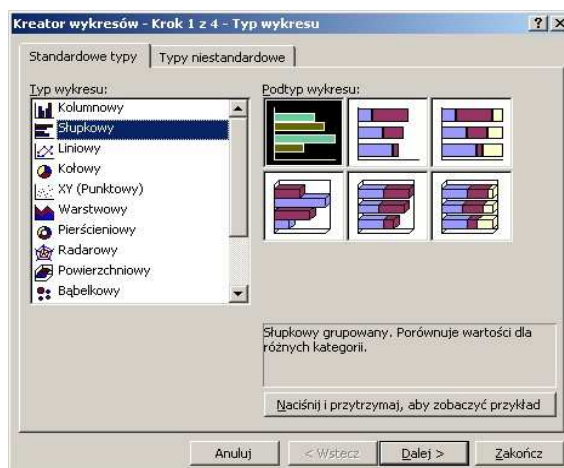 Kreator wykresów - Krok 1 z 4 - Typ wykresu
Standardowe typy
Typy niestandardowe
Typ wykresu:
Kolumnowy
Słupkowy
Liniowy
Kołowy
XY (Punktowy)
Warstwowy
Pierścieniowy
Radarowy
Powierzchniowy
Bąbelkowy
Podtyp wykresu:
Słupkowy grupowany. Porównuje wartości dla
różnych kategorii.
Naciśnij i przytrzymaj, aby zobaczyć przykład
Anuluj
< Wstecz
Dalej >
Zakończ